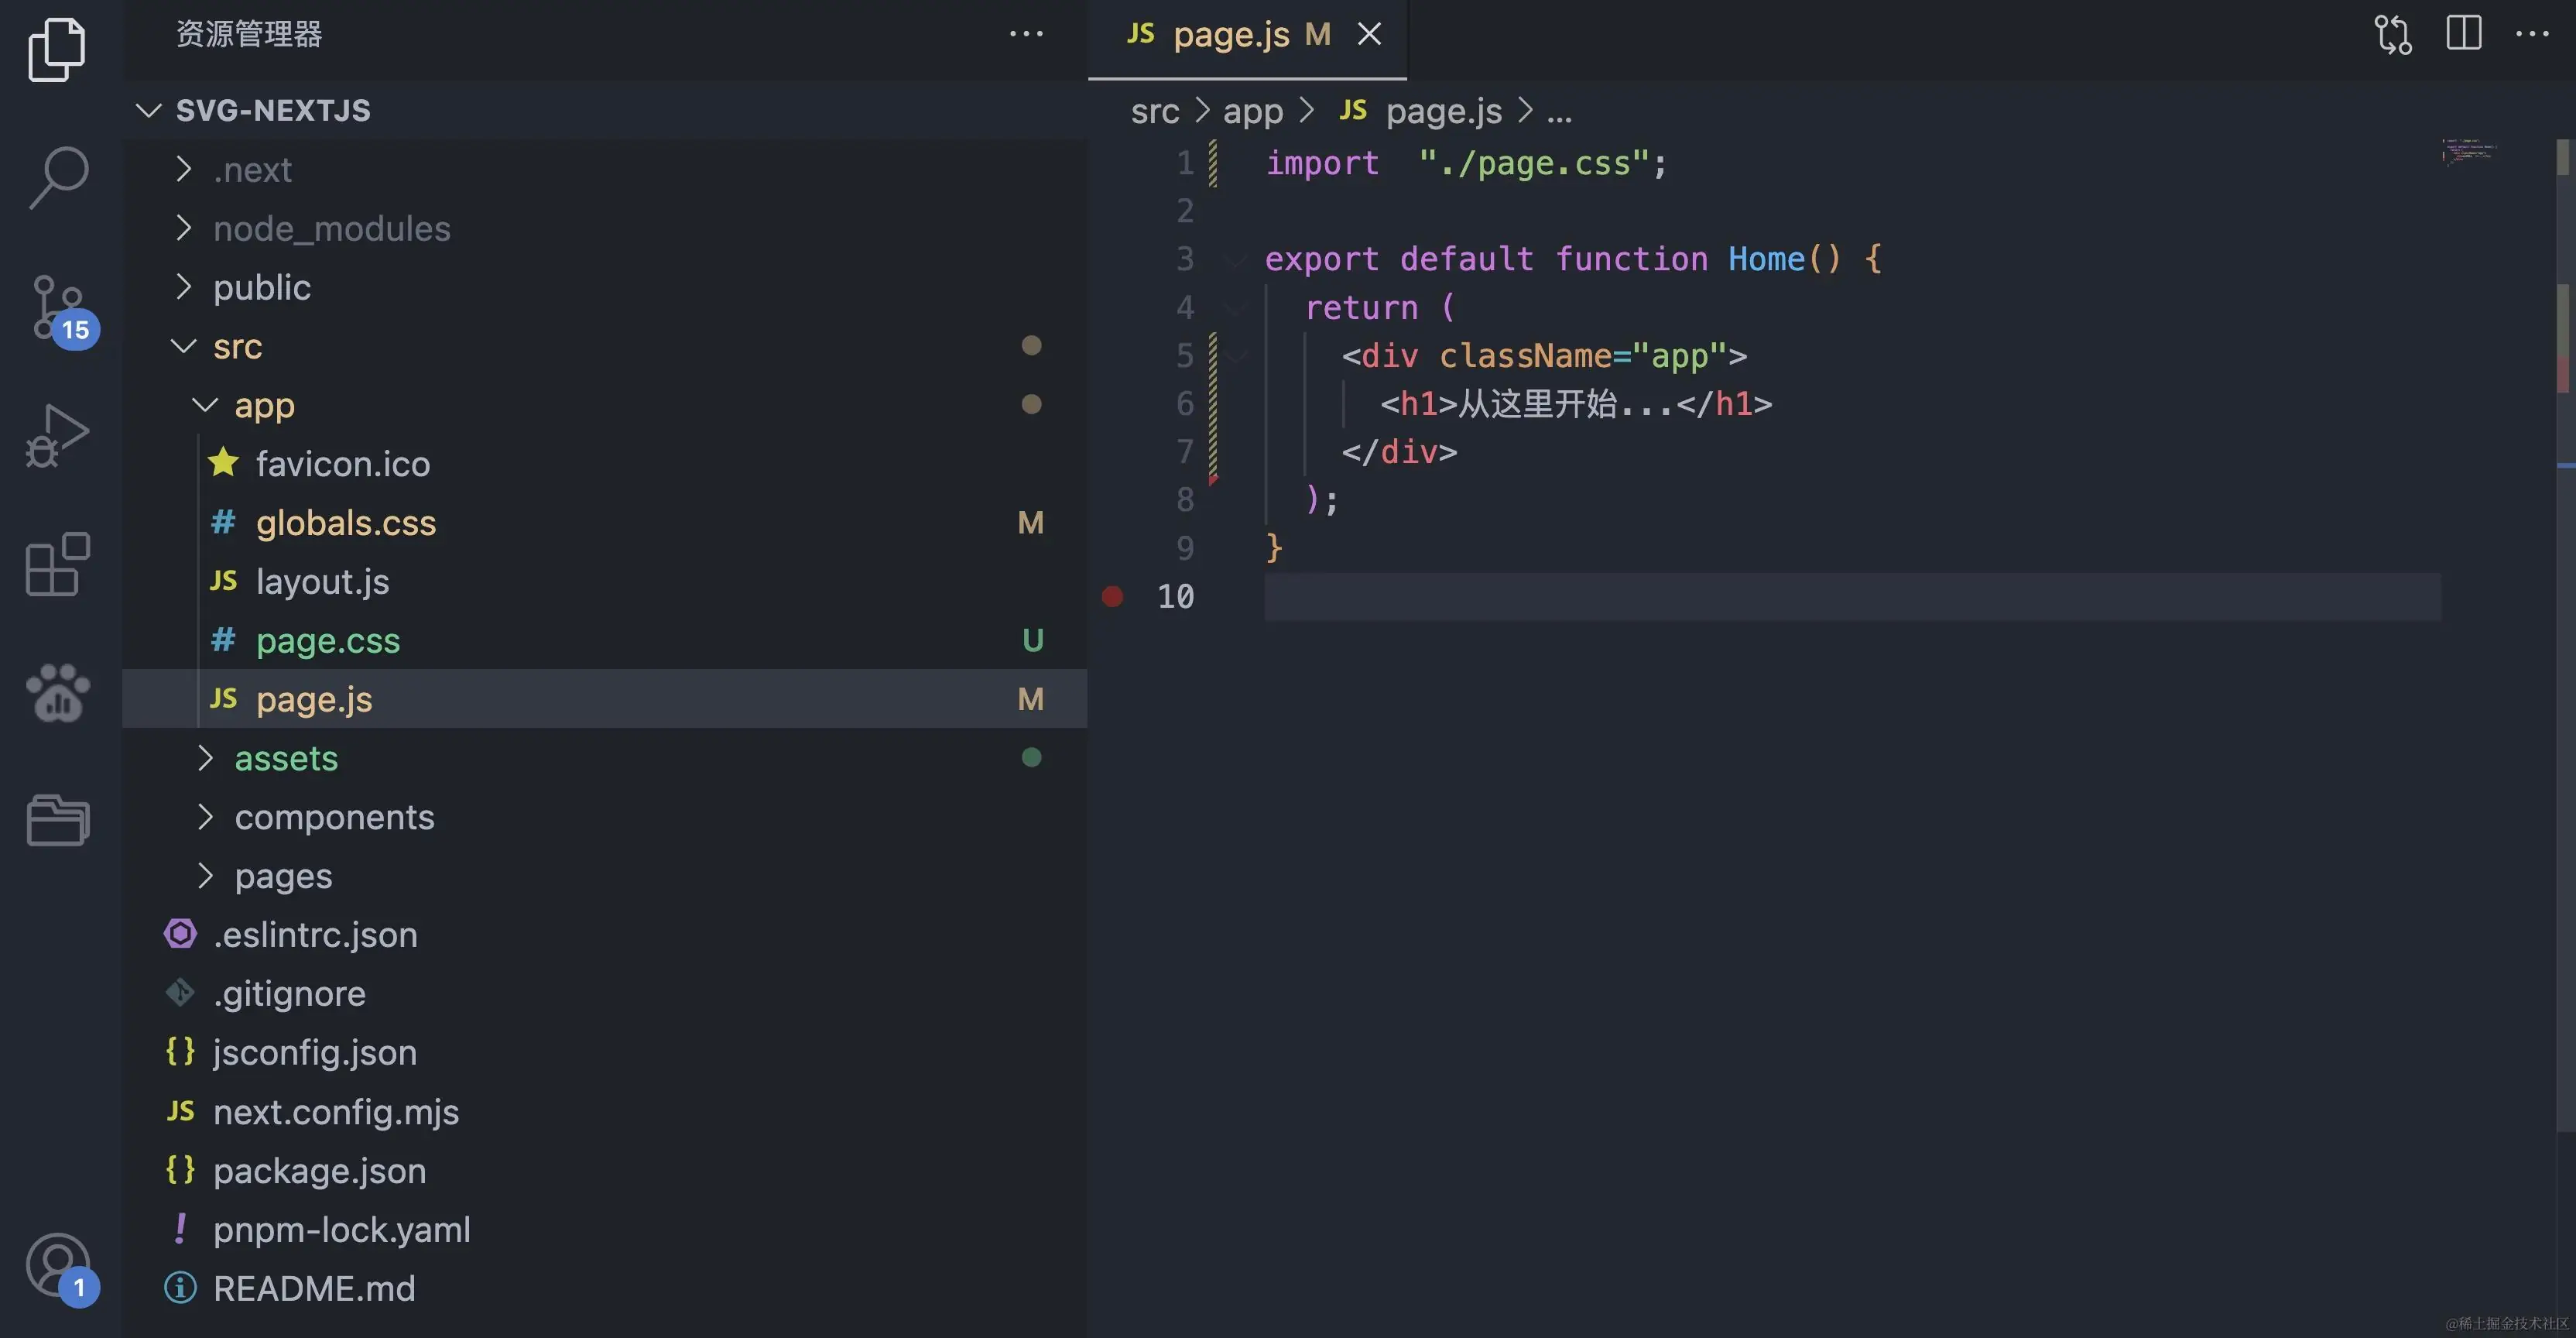 资源管理器
SVG-NEXTJS
.next
node_modules
public
src
app
favicon.ico
globals.css M
JS layout.js
page.css U
JS page.js M
assets
components
pages
.eslintrc.json
.gitignore
{} jsconfig.json
JS next.config.mjs
{} package.json
! pnpm-lock.yaml
README.md
15
1
JS page.js M
src > app > JS page.js > ...
1 import  "./page.css";
2
3 export default function Home() {
4 return (
5 <div className="app">
6 <h1>从这里开始...</h1>
7 </div>
8 );
9 }
10
@稀土掘金技术社区